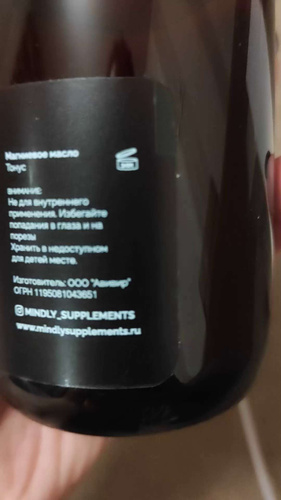 Магниевое масло
Тонус
ВНИМАНИЕ:
Не для внутреннего
применения. Избегайте
попадания в глаза и на
порезы
Хранить в недоступном
для детей месте.
Изготовитель: ООО "Авивир"
ОГРН 1195081043651
MINDLY_SUPPLEMENTS
www.mindlysupplements.ru